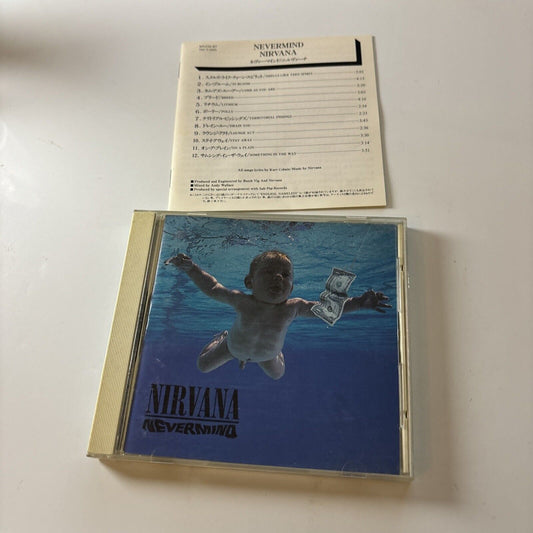 NEVERMIND
NIRVANA
ネヴァーマインド/ニルヴァーナ
1. スメルズ・ライク・ティーン・スピリット/SMELLS LIKE TEEN SPIRIT 5:01
2. イン・ブルーム/IN BLOOM 4:14
3. カム・アズ・ユー・アー/COME AS YOU ARE
4. ブリード/BREED
5. リチウム/LITHIUM
6. ポーリー/POLLY
7. テリトリアル・ピッシングズ/TERRITORIAL PISSINGS
8. ドレイン・ユー/DRAIN YOU
9. ラウンジ・アクト/LOUNGE ACT
10. ステイ・アウェイ/STAY AWAY
11. オン・ア・プレイン/ON A PLAIN 3:14
12. サムシング・イン・ザ・ウェイ/SOMETHING IN THE WAY 3:51
All songs lyrics by Kurt Cobain/Music by Nirvana
■Produced and Engineered by Butch Vig And Nirvana
■Mixed by Andy Wallace
■Produced by special arrangement with Sub Pop Records
NIRVANA
NEVERMIND